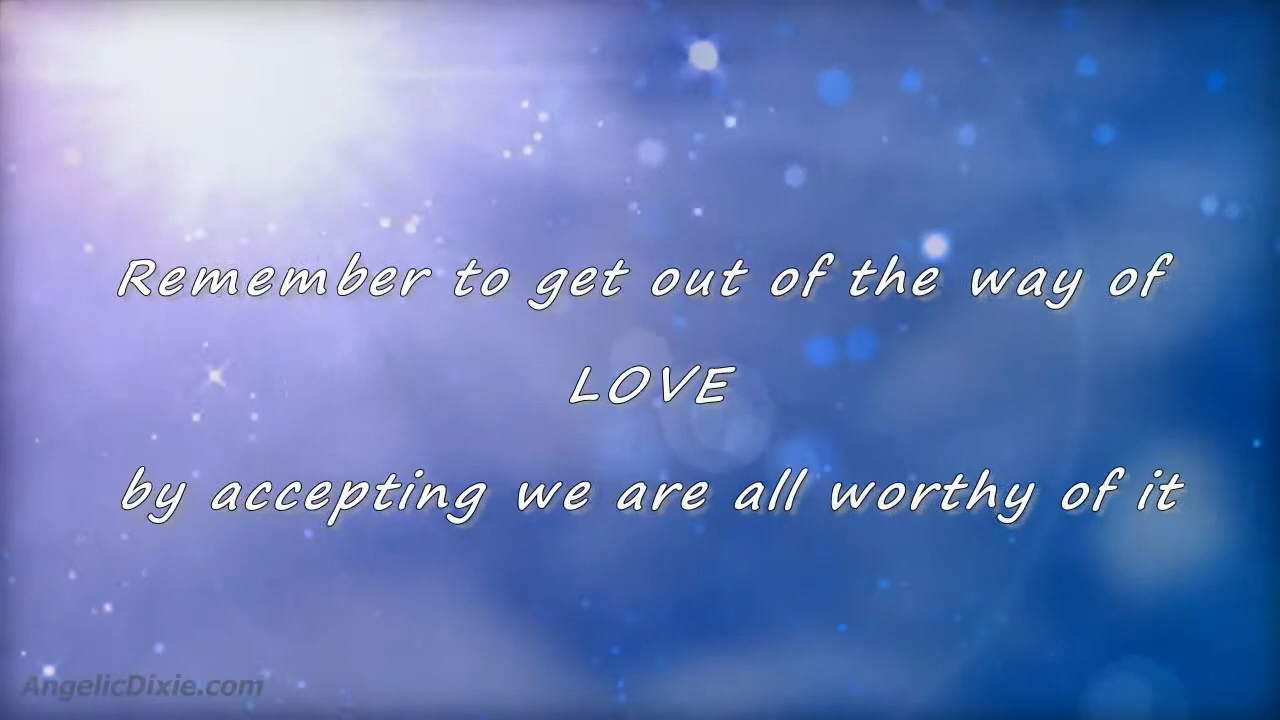 Remember to get out of the way of
LOVE
by accepting we are all worthy of it
AngelicDixie.com